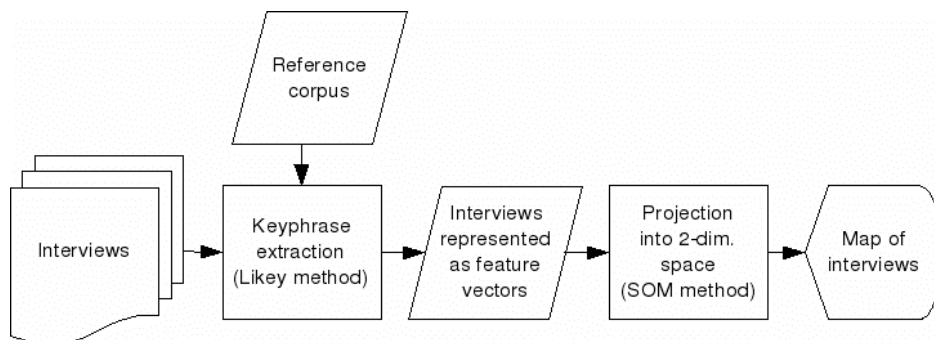 Reference
corpus
Interviews
Keyphrase
extraction
(Likey method)
Interviews
represented
as feature
vectors
Projection
into 2-dim.
space
(SOM method)
Map of
interviews